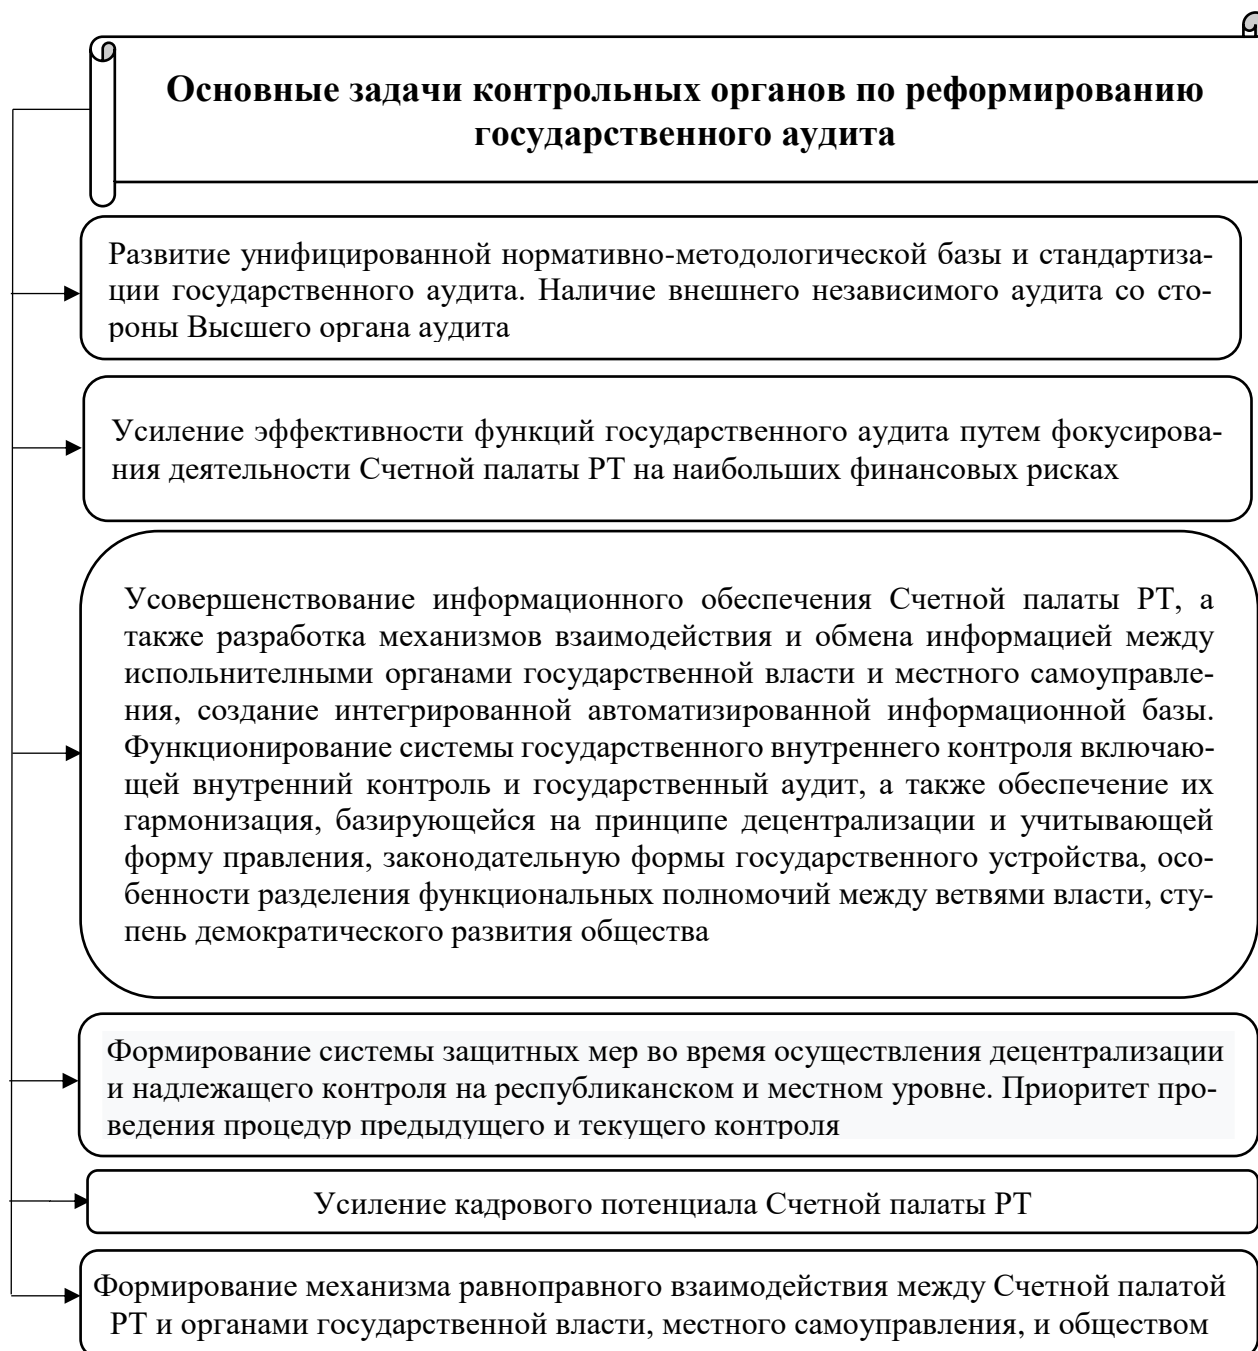 Основные задачи контрольных органов по реформированию
государственного аудита
Развитие унифицированной нормативно-методологической базы и стандартиза-
ции государственного аудита. Наличие внешнего независимого аудита со сто-
роны Высшего органа аудита
Усиление эффективности функций государственного аудита путем фокусирова-
ния деятельности Счетной палаты РТ на наибольших финансовых рисках
Усовершенствование информационного обеспечения Счетной палаты РТ, а
также разработка механизмов взаимодействия и обмена информацией между
испольнителными органами государственной власти и местного самоуправле-
ния, создание интегрированной автоматизированной информационной базы.
Функционирование системы государственного внутреннего контроля включаю-
щей внутренний контроль и государственный аудит, а также обеспечение их
гармонизация, базирующейся на принципе децентрализации и учитывающей
форму правления, законодательную формы государственного устройства, осо-
бенности разделения функциональных полномочий между ветвями власти, сту-
пень демократического развития общества
Формирование системы защитных мер во время осуществления децентрализации
и надлежащего контроля на республиканском и местном уровне. Приоритет про-
ведения процедур предыдущего и текущего контроля
Усиление кадрового потенциала Счетной палаты РТ
Формирование механизма равноправного взаимодействия между Счетной палатой
РТ и органами государственной власти, местного самоуправления, и обществом